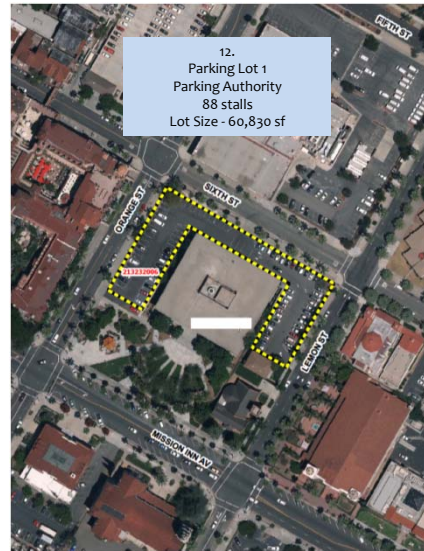 FIFTH ST
12.
Parking Lot 1
Parking Authority
88 stalls
Lot Size - 60,830 sf
ORANGE ST
SIXTH ST
213232006
LEMON ST
MISSION INN AV